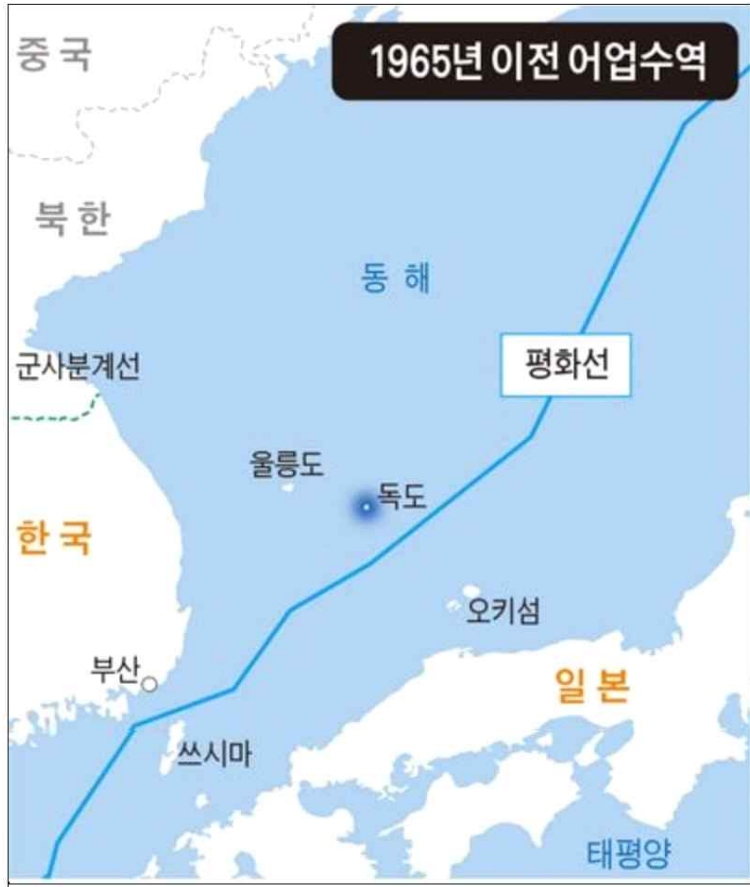 1965년 이전 어업수역
중국
북한
동해
평화선
군사분계선
울릉도
독도
한국
오키섬
부산
일본
쓰시마
태평양